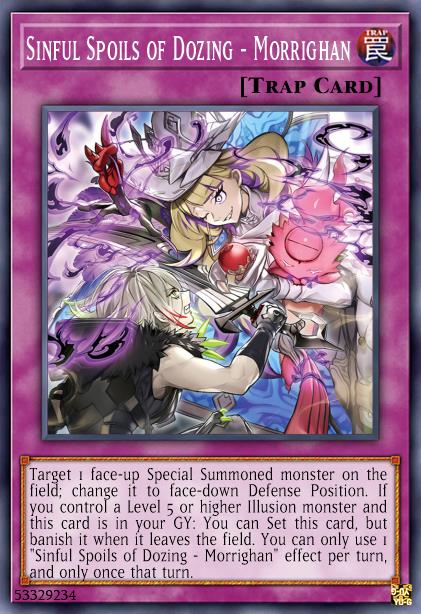 Sinful Spoils of Dozing - Morrighan
TRAP
罠
[Trap Card]
Target 1 face-up Special Summoned monster on the
field; change it to face-down Defense Position. If
you control a Level 5 or higher Illusion monster and
this card is in your GY: You can Set this card, but
banish it when it leaves the field. You can only use 1
"Sinful Spoils of Dozing - Morrighan" effect per turn,
and only once that turn.
53329234